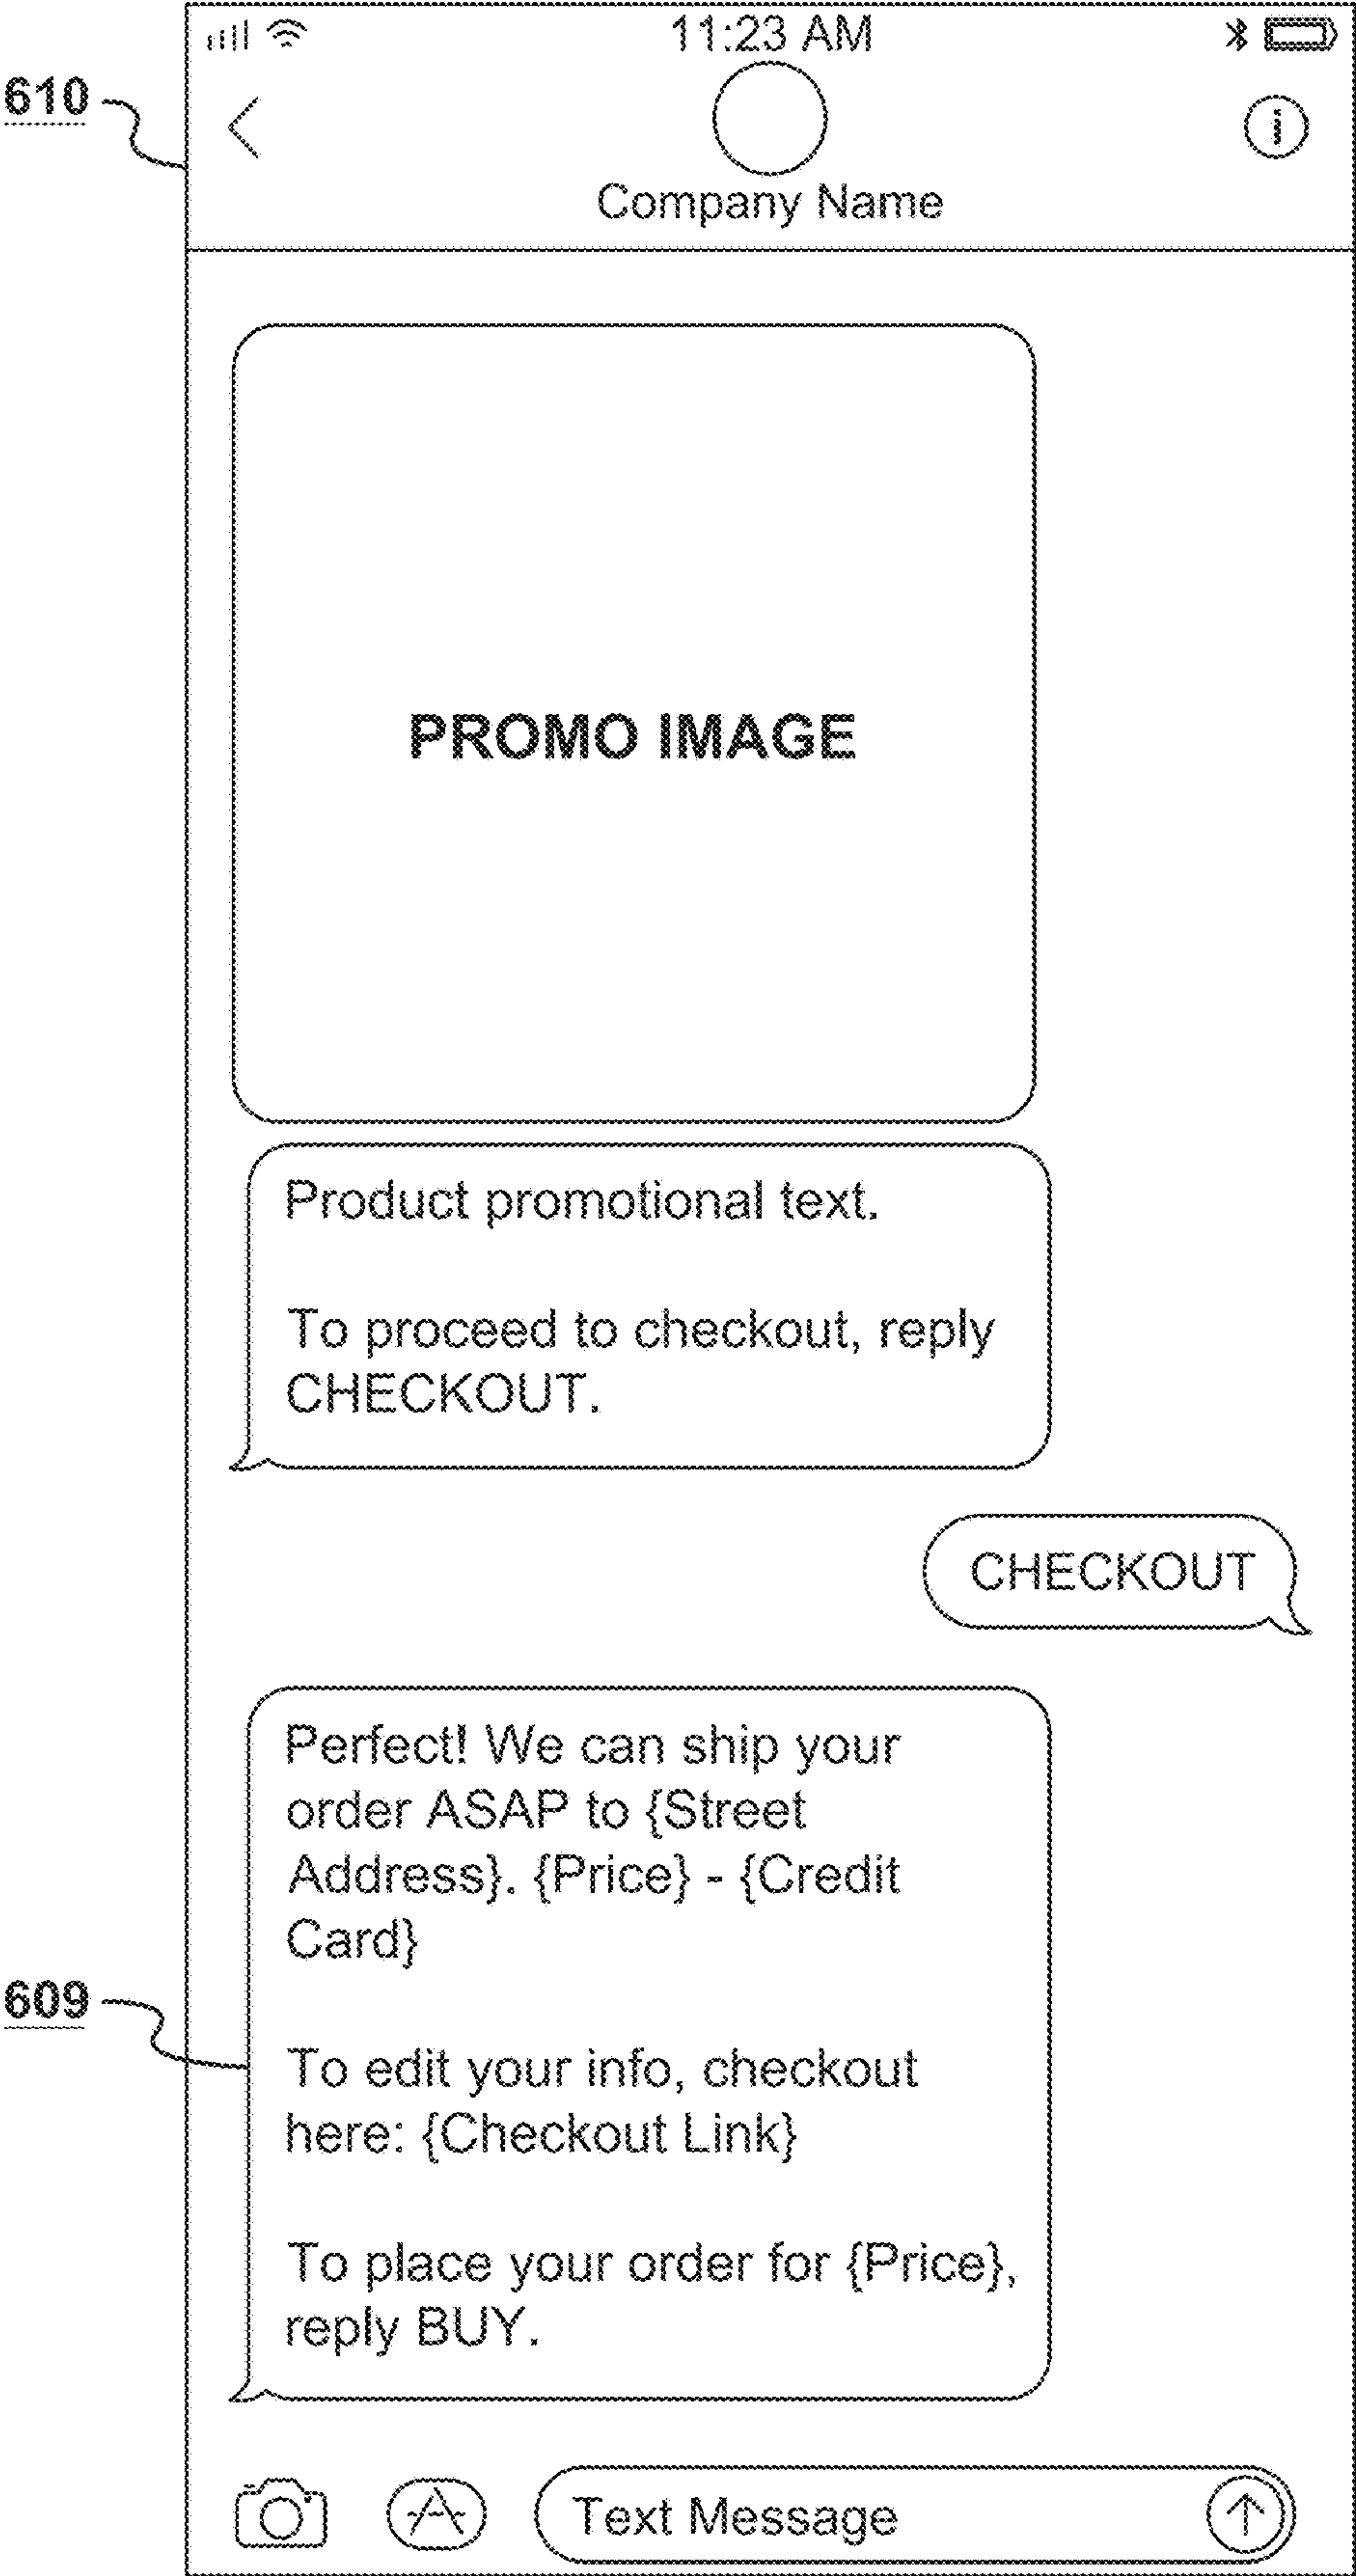 11:23 AM
610
i
Company Name
PROMO IMAGE
Product promotional text.
To proceed to checkout, reply
CHECKOUT.
CHECKOUT
Perfect! We can ship your
order ASAP to {Street
Address}. {Price} - {Credit
Card}
609
To edit your info, checkout
here: {Checkout Link}
To place your order for {Price},
reply BUY.
Text Message